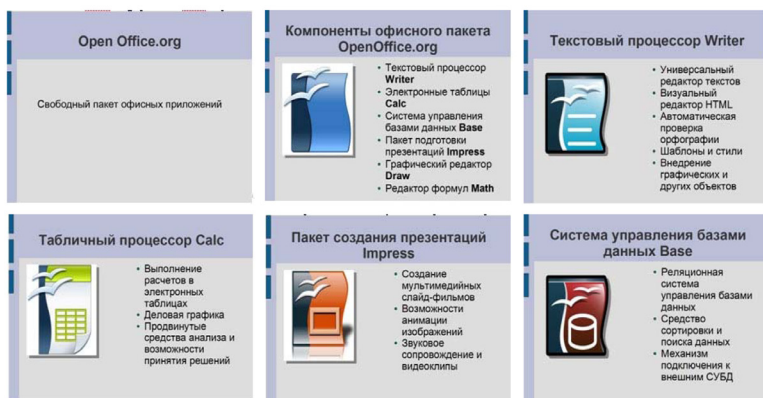 Open Office.org
Свободный пакет офисных приложений
Компоненты офисного пакета
OpenOffice.org
• Текстовый процессор
Writer
• Электронные таблицы
Calc
• Система управления
базами данных Base
• Пакет подготовки
презентаций Impress
• Графический редактор
Draw
• Редактор формул Math
Текстовый процессор Writer
• Универсальный
редактор текстов
• Визуальный
редактор HTML
• Автоматическая
проверка
орфографии
• Шаблоны и стили
• Внедрение
графических и
других объектов
Табличный процессор Calc
• Выполнение
расчетов в
электронных
таблицах
• Деловая графика
• Продвинутые
средства анализа и
возможности
принятия решений
Пакет создания презентаций
Impress
• Создание
мультимедийных
слайд-фильмов
• Возможности
анимации
изображений
• Звуковое
сопровождение и
видеоклипы
Система управления базами
данных Base
• Реляционная
система
управления базами
данных
• Средство
сортировки и
поиска данных
• Механизм
подключения к
внешним СУБД